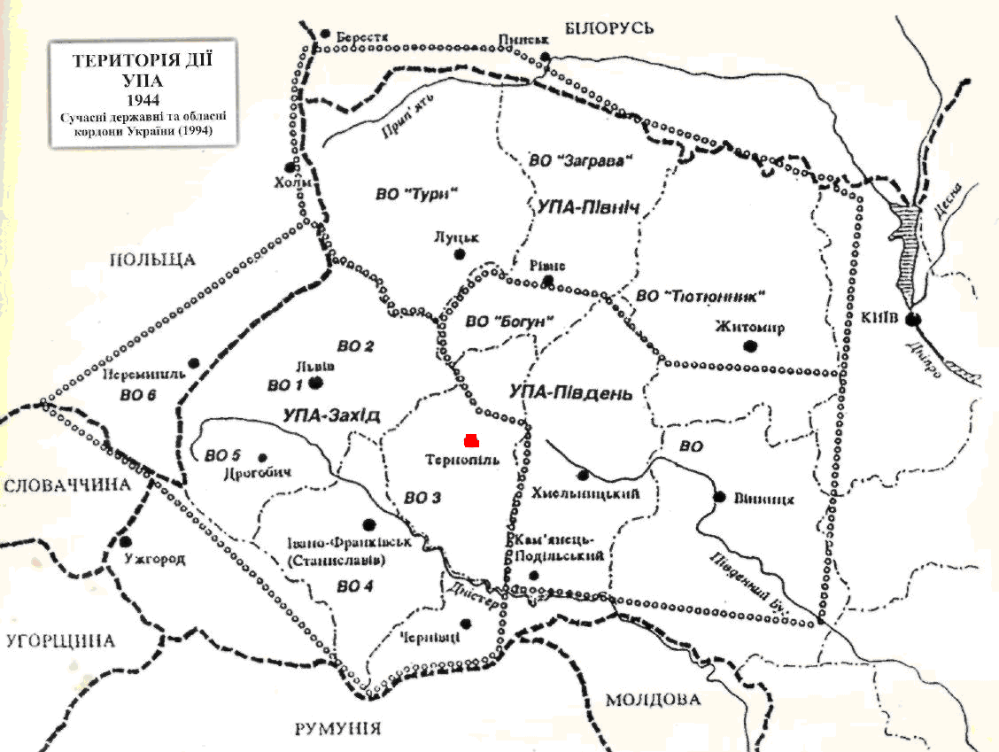 ТЕРИТОРІЯ ДІЇ
УПА
1944
Сучасні державні та обласні
кордони України (1994)
БІЛОРУСЬ
Берестя
Пинськ
Прип'ять
ВО "Заграва"
Холм
ВО "Тури"
УПА-Північ
Десна
Луцьк
ПОЛЬЩА
Рівне
ВО "Тютюнник"
КИЇВ
ВО "Богун"
Житомир
Дніпро
ВО 2
Львів
Перемишль
ВО 1
ВО 6
УПА-Південь
УПА-Захід
ВО 5
ВО
Дрогобич
Тернопіль
СЛОВАЧЧИНА
ВО 3
Хмельницький
Вінниця
Івано-Франківськ
(Станиславів)
Кам'янець-
Подільський
Ужгород
ВО 4
Дністер
Південний Буг
УГОРЩИНА
Чернівці
МОЛДОВА
РУМУНІЯ